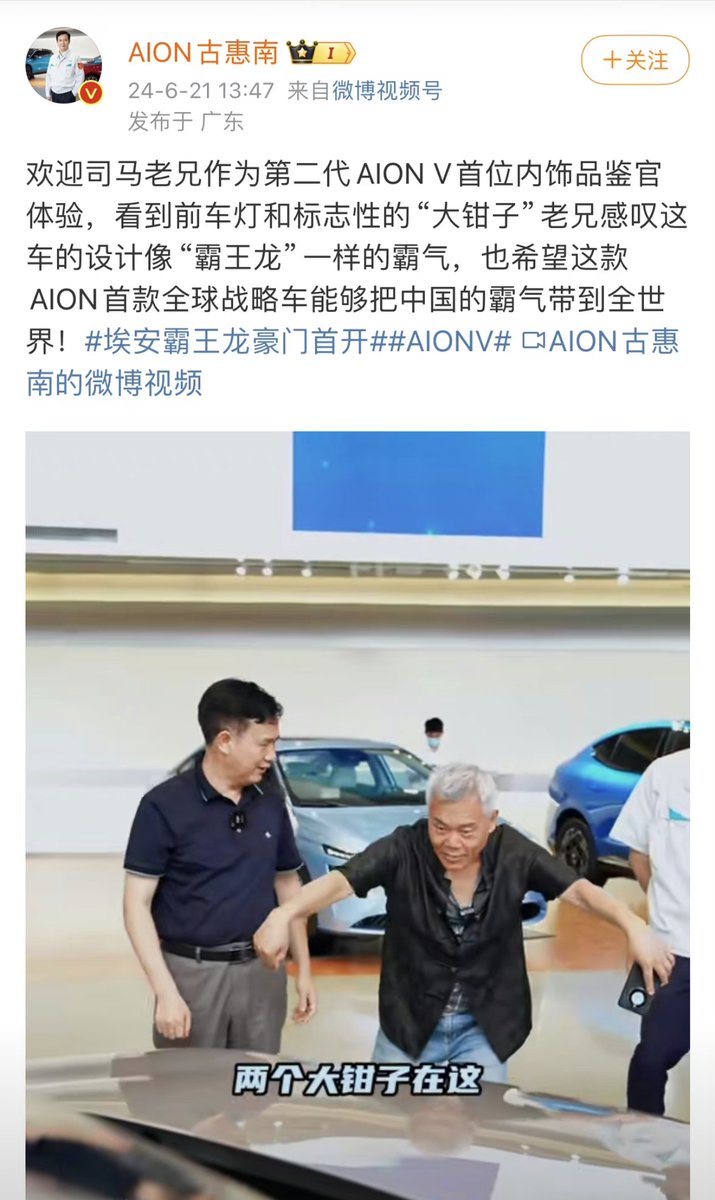 AION古惠南
I
V
+关注
24-6-21 13:47 来自微博视频号
发布于 广东
欢迎司马老兄作为第二代AION V首位内饰品鉴官
体验，看到前车灯和标志性的“大钳子”老兄感叹这
车的设计像“霸王龙”一样的霸气，也希望这款
AION首款全球战略车能够把中国的霸气带到全世
界！#埃安霸王龙豪门首开##AIONV# AION古惠
南的微博视频
两个大钳子在这